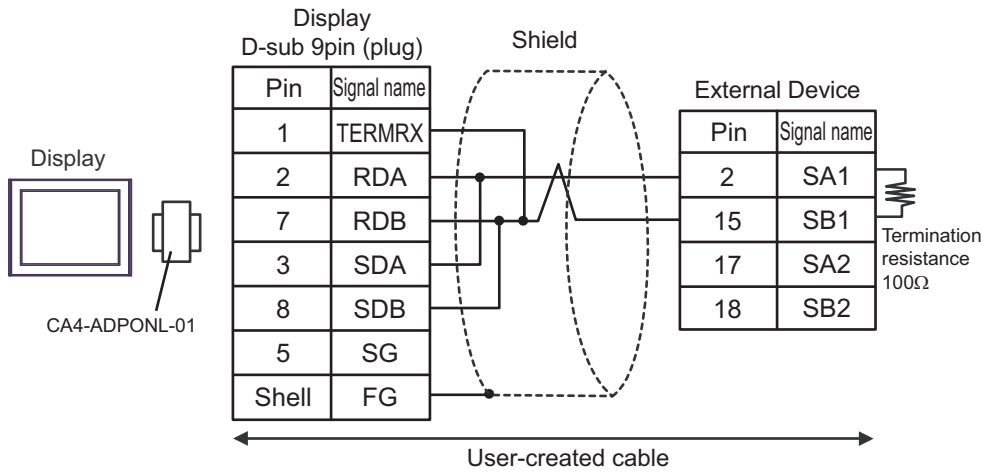 Display
D-sub 9pin (plug)
Shield
External Device
Pin Signal name
1 TERMRX
2 RDA
7 RDB
3 SDA
8 SDB
5 SG
Shell FG
Pin Signal name
2 SA1
15 SB1
17 SA2
18 SB2
Termination
resistance
100Ω
Display
CA4-ADPONL-01
User-created cable